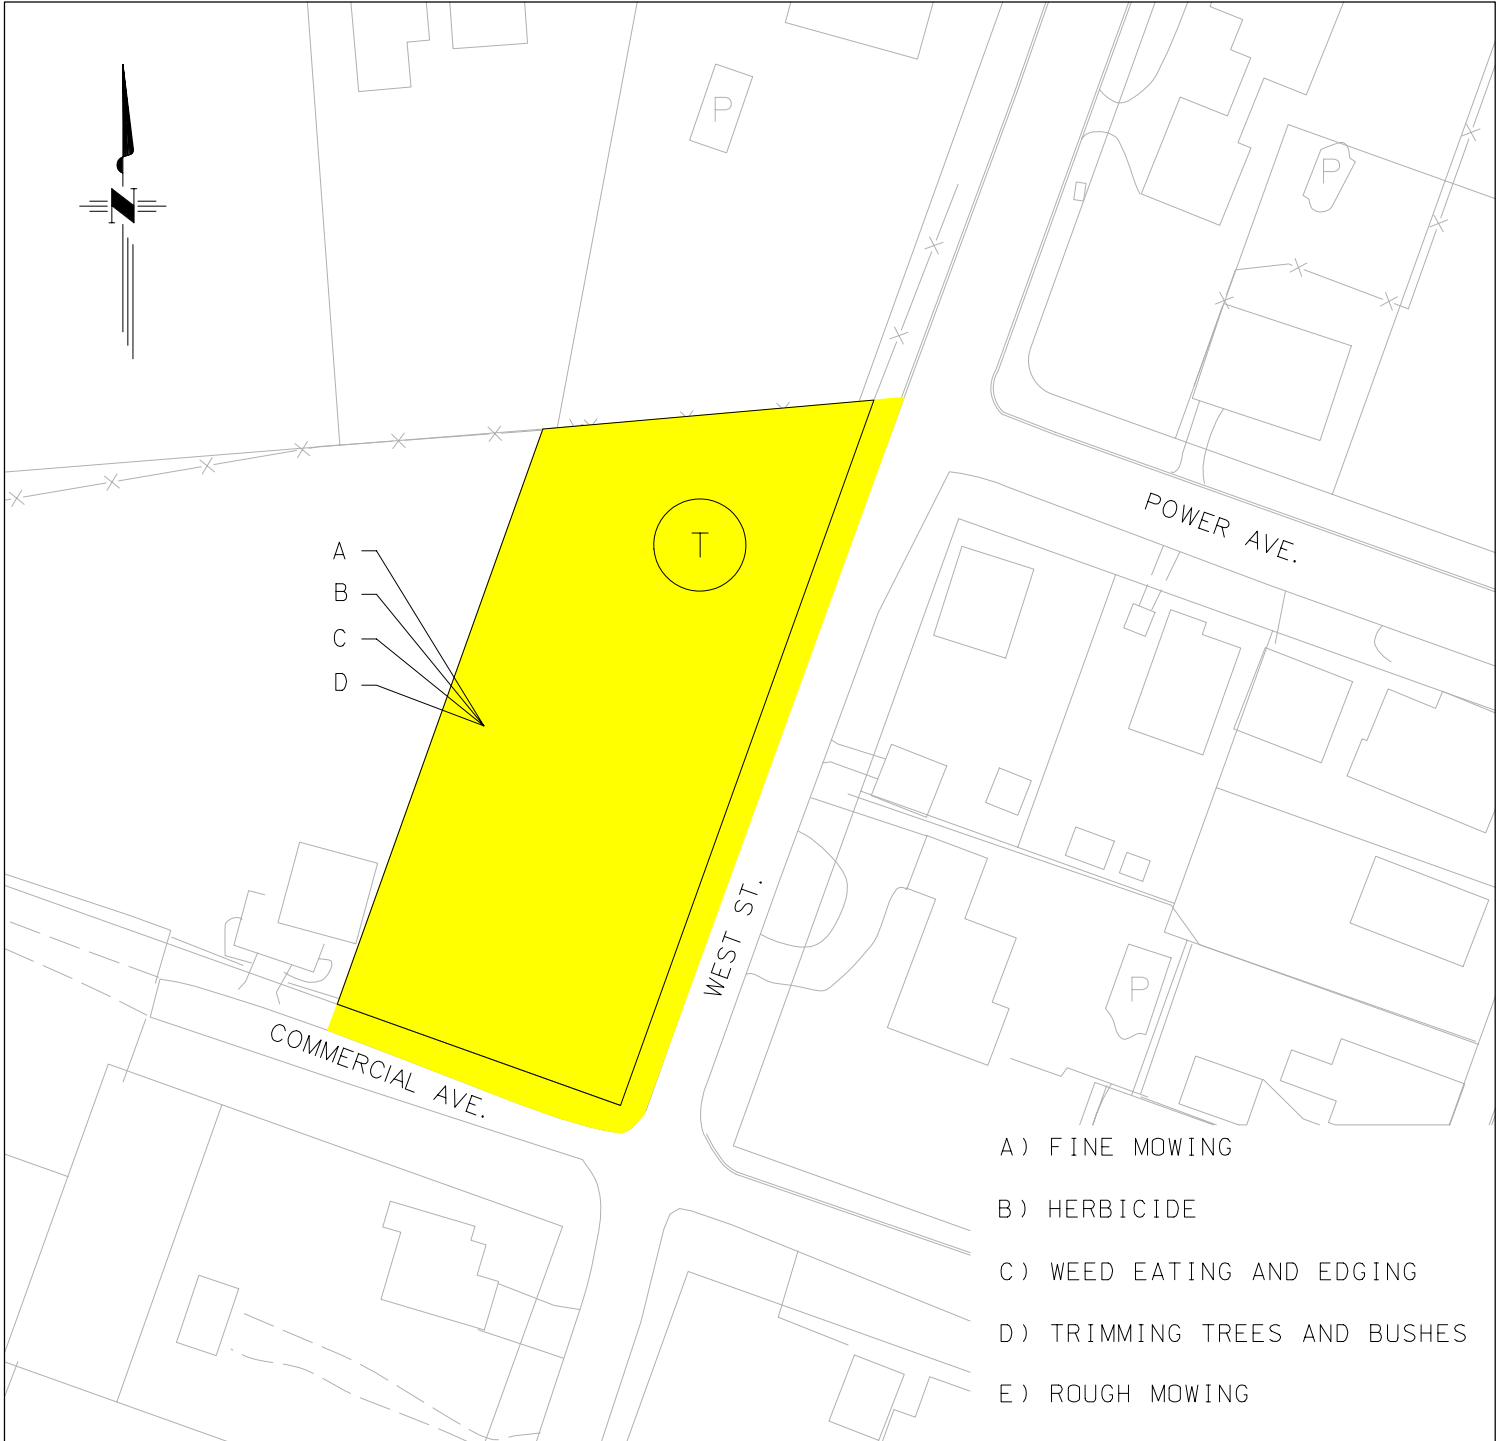 P
P
N
POWER AVE.
T
A
B
C
D
WEST ST.
P
COMMERCIAL AVE.
A) FINE MOWING
B) HERBICIDE
C) WEED EATING AND EDGING
D) TRIMMING TREES AND BUSHES
E) ROUGH MOWING